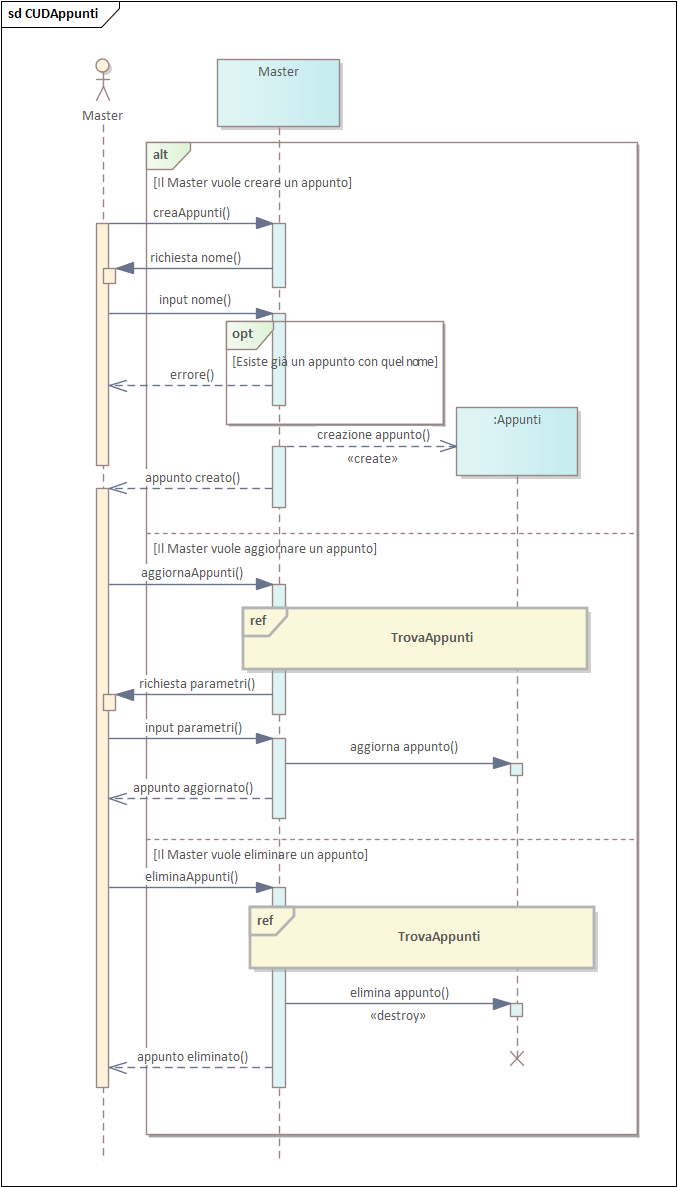 sd CUDAppunti
Master
Master
alt
[Il Master vuole creare un appunto]
creaAppunti()
richiesta nome()
input nome()
opt
[Esiste già un appunto con quel nome]
errore()
:Appunti
creazione appunto()
«create»
appunto creato()
[Il Master vuole aggiornare un appunto]
aggiornaAppunti()
ref
TrovaAppunti
richiesta parametri()
input parametri()
aggiorna appunto()
appunto aggiornato()
[Il Master vuole eliminare un appunto]
eliminaAppunti()
ref
TrovaAppunti
elimina appunto()
«destroy»
appunto eliminato()